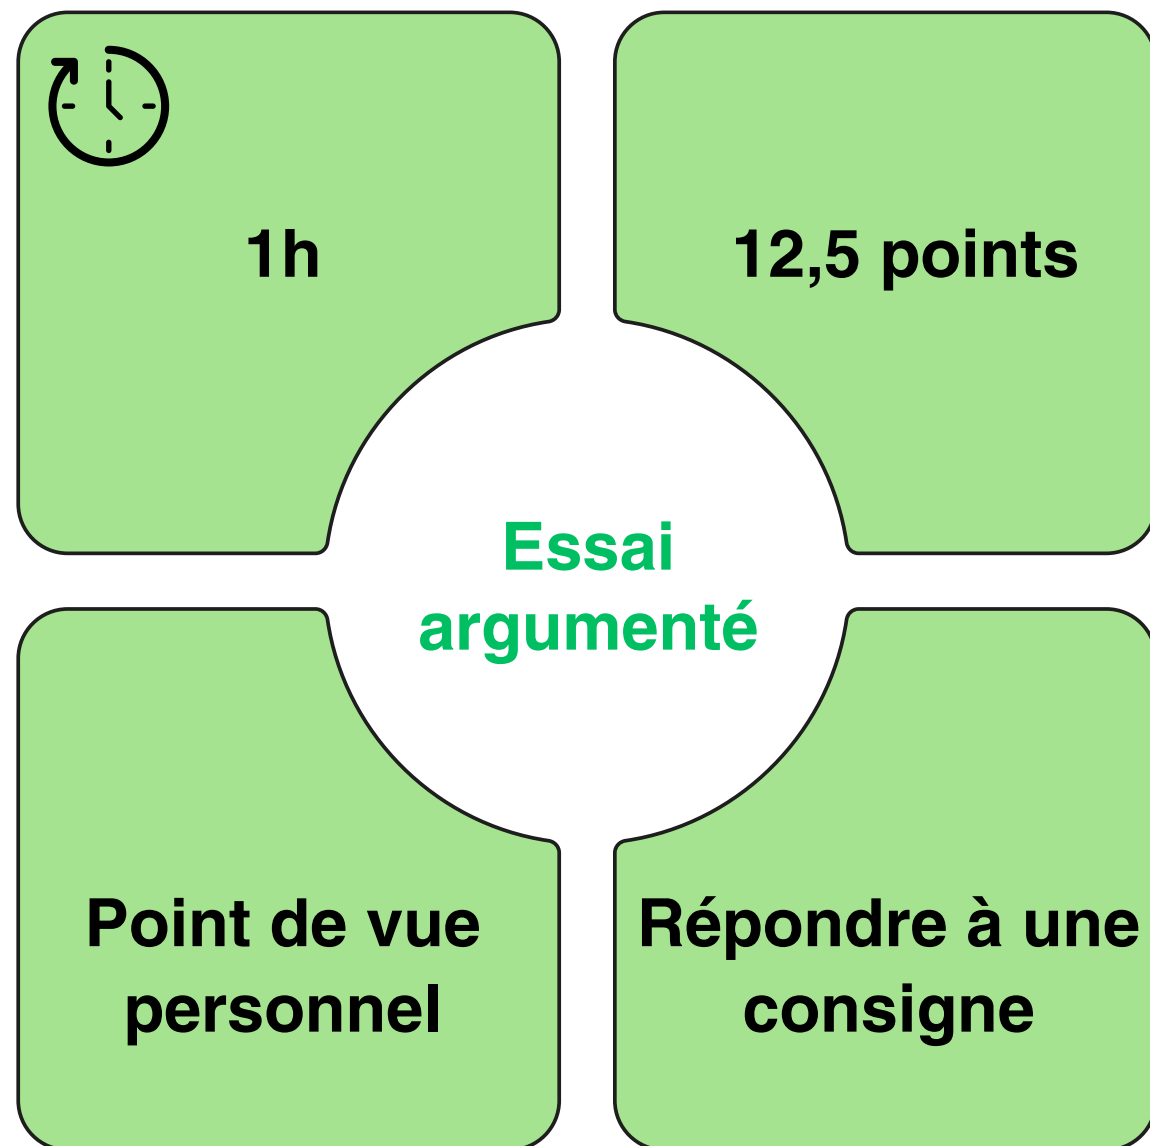 1h
12,5 points
Essai
argumenté
Point de vue
personnel
Répondre à une
consigne